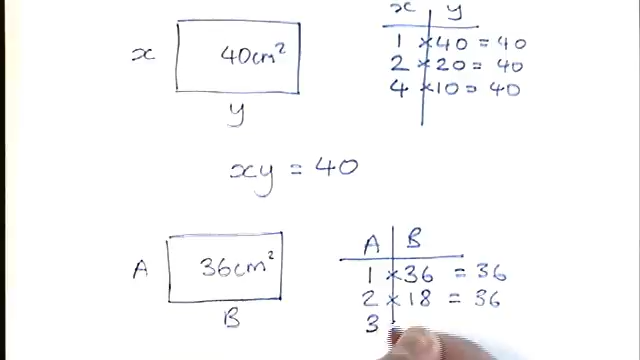 x y
40cm²
x
1 × 40 = 40
2 × 20 = 40
4 × 10 = 40
y
xy = 40
A B
36cm²
A
1 × 36 = 36
2 × 18 = 36
B
3